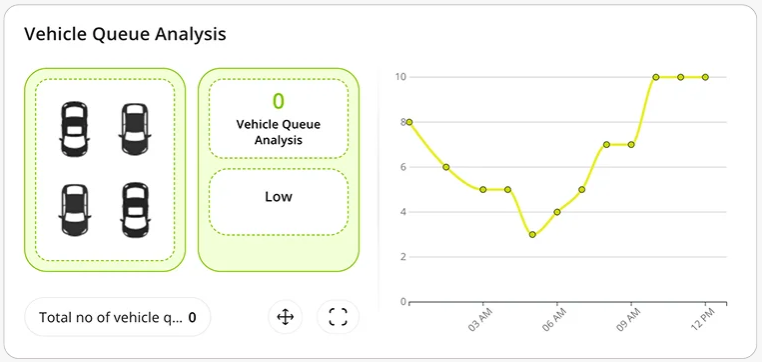 Vehicle Queue Analysis
0
Vehicle Queue
Analysis
Low
Total no of vehicle q... 0
10
8
6
4
2
0
03 AM
06 AM
09 AM
12 PM